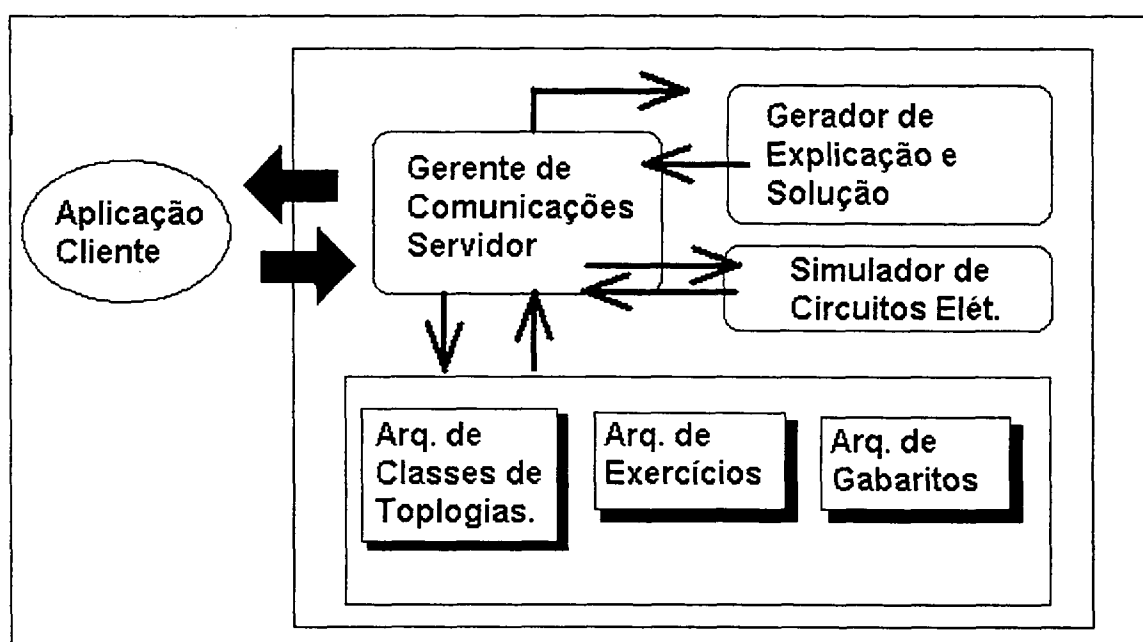 Aplicação
Cliente
Gerente de
Comunicações
Servidor
Gerador de
Explicação e
Solução
Simulador de
Circuitos Elét.
Arq. de
Classes de
Toplogias.
Arq. de
Exercícios
Arq. de
Gabaritos